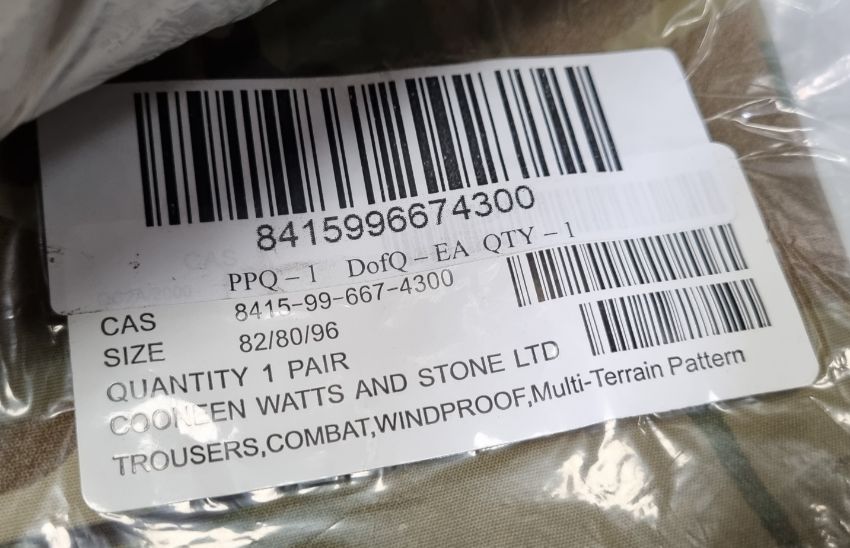 8415996674300
PPQ – 1 DofQ – EA QTY – 1
CAS 8415-99-667-4300
SIZE 82/80/96
QUANTITY 1 PAIR
COONEEN WATTS AND STONE LTD
TROUSERS,COMBAT,WINDPROOF,Multi-Terrain Pattern